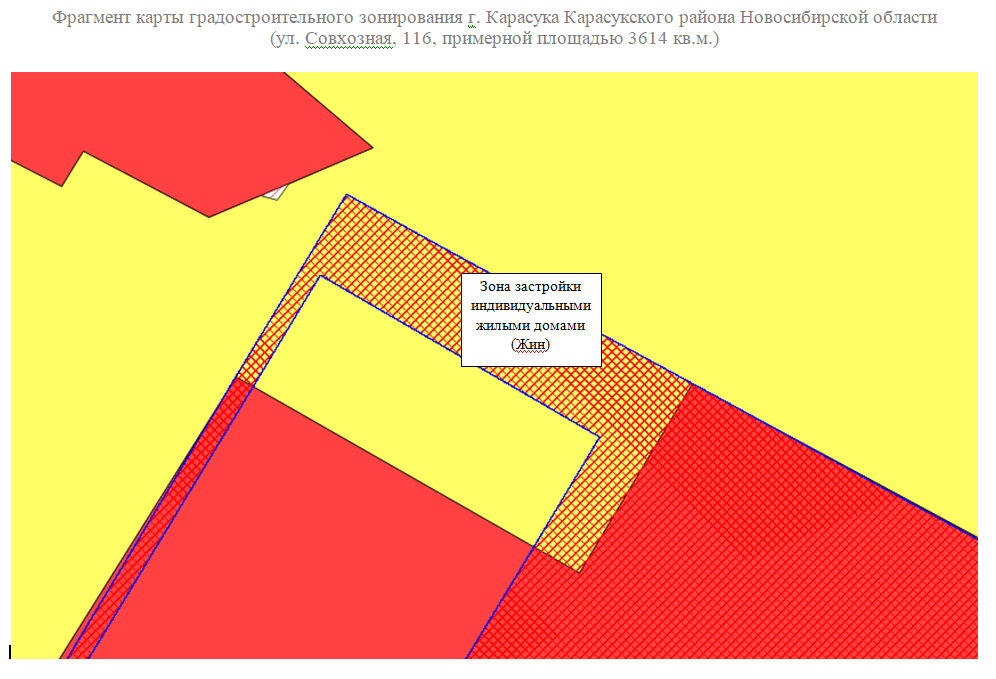 Фрагмент карты градостроительного зонирования г. Карасука Карасукского района Новосибирской области
(ул. Совхозная, 116, примерной площадью 3614 кв.м.)
Зона застройки
индивидуальными
жилыми домами
(Жин)